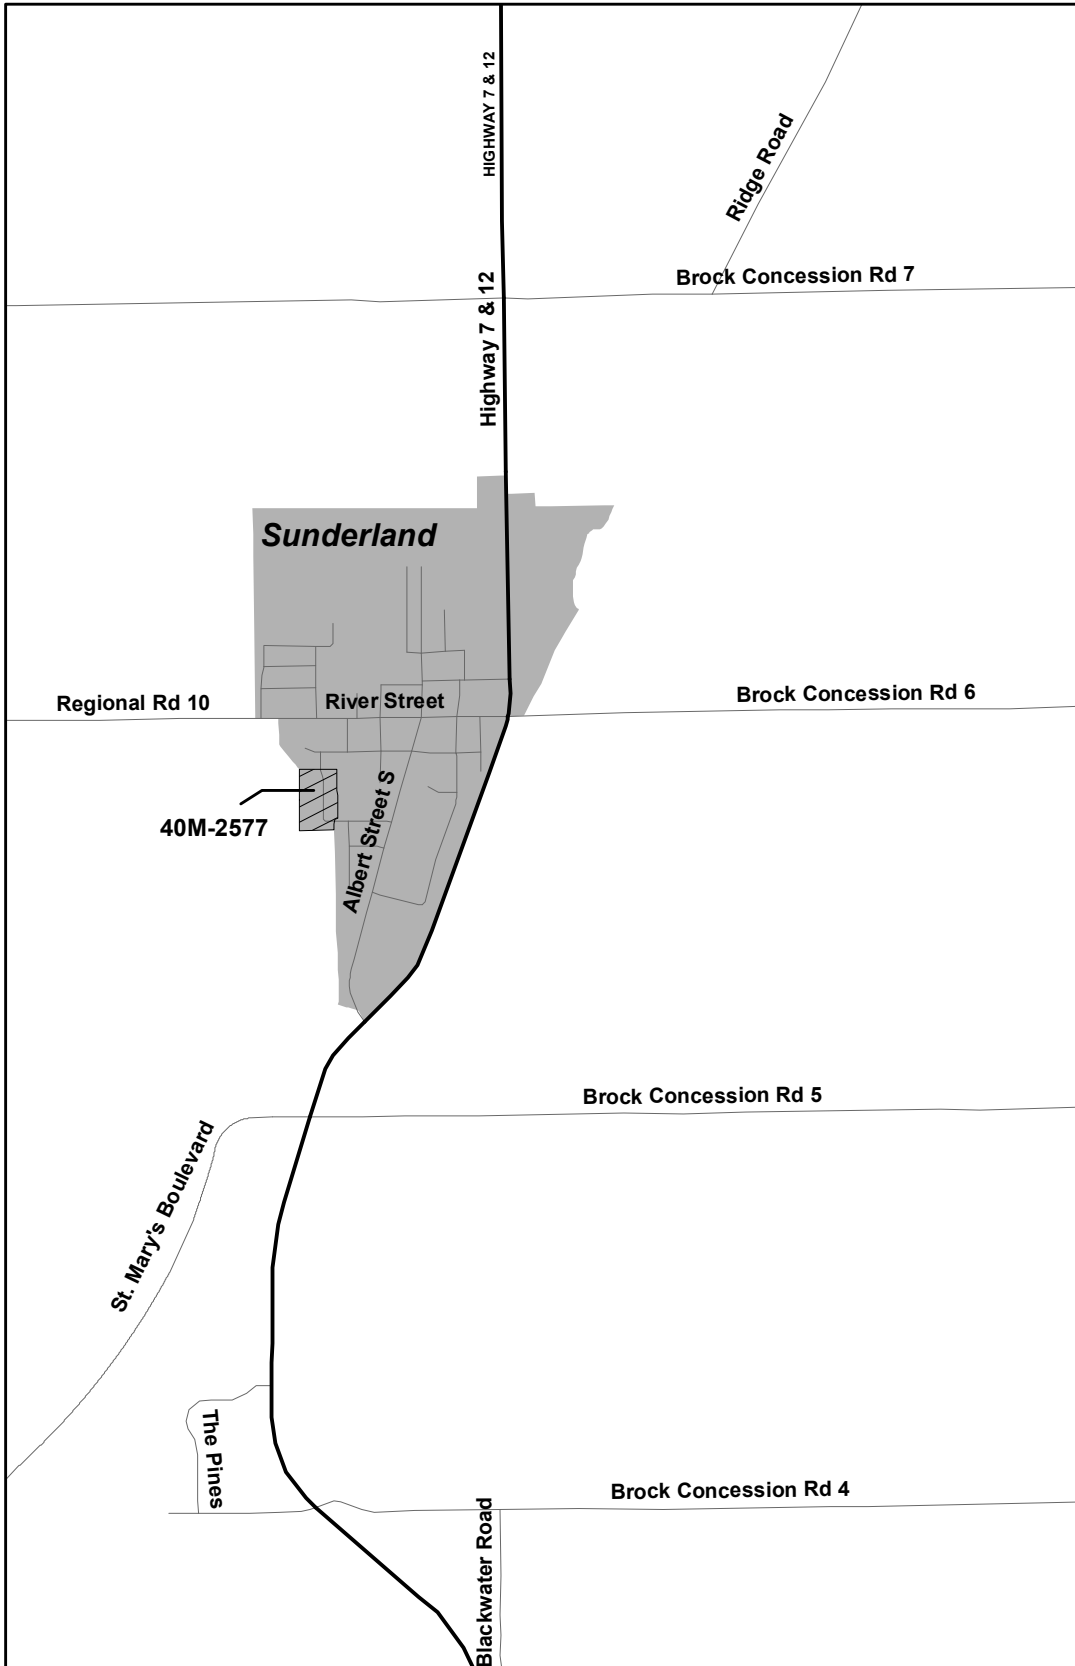 HIGHWAY 7 & 12
Ridge Road
Brock Concession Rd 7
Highway 7 & 12
Sunderland
Regional Rd 10
River Street
Brock Concession Rd 6
Albert Street S
40M-2577
Brock Concession Rd 5
St. Mary's Boulevard
The Pines
Brock Concession Rd 4
Blackwater Road